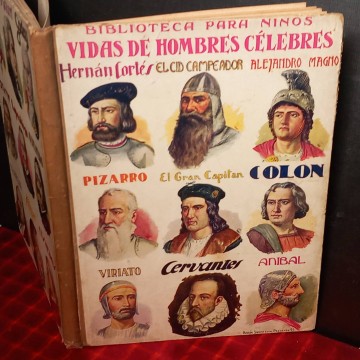 BIBLIOTECA PARA NIÑOS
VIDAS DE HOMBRES CÉLEBRES
Hernán Cortés EL CID CAMPEADOR ALEJANDRO MAGNO
PIZARRO El Gran Capitan COLON
VIRIATO Cervantes ANIBAL